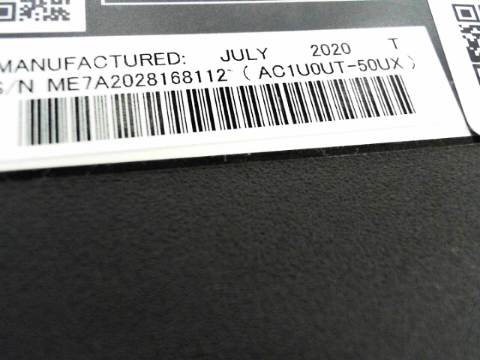 MANUFACTURED: JULY 2020 T
S/N ME7A2028168112 (AC1U0UT-50UX)